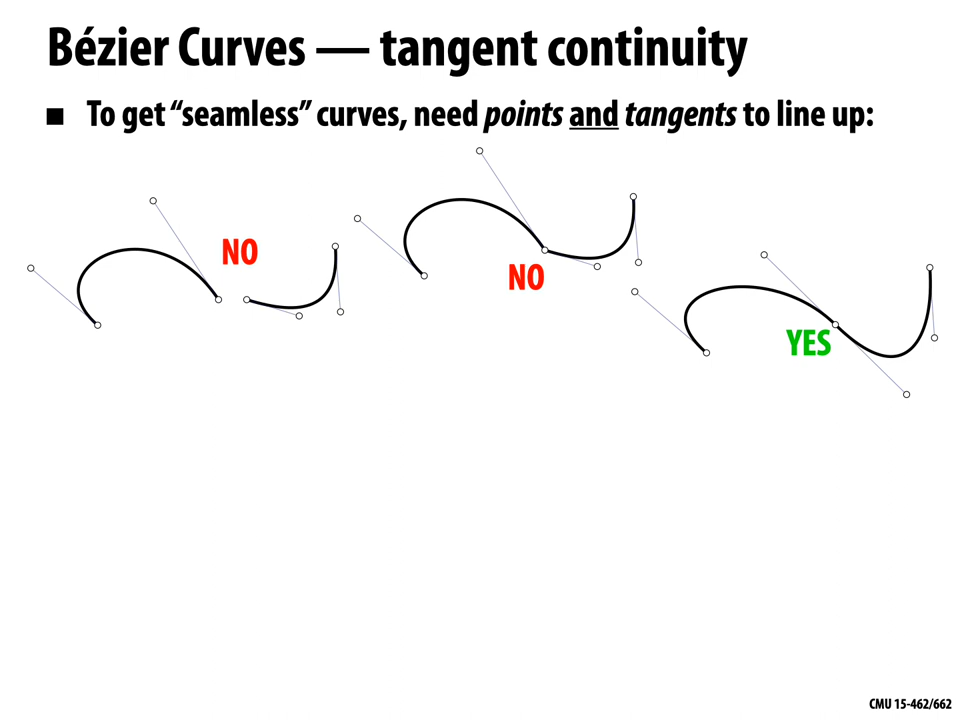 Bézier Curves — tangent continuity
■ To get “seamless” curves, need points and tangents to line up:
NO
NO
YES
CMU 15-462/662